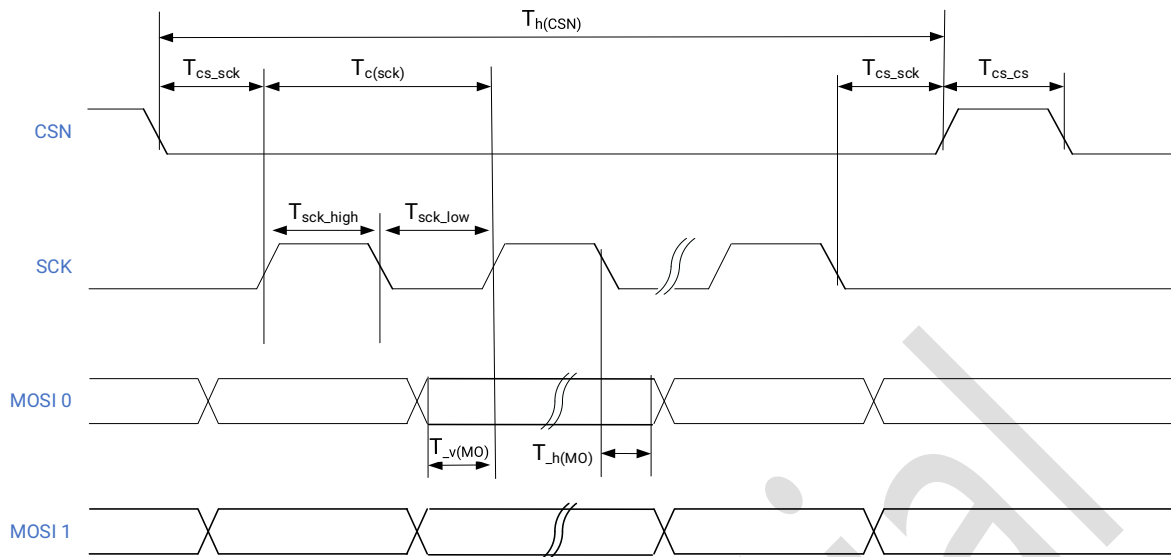 Th(CSN)
Tcs_sck Tc(sck) Tcs_sck Tcs_cs
CSN
Tsck_high Tsck_low
SCK
MOSI 0
T_v(MO) T_h(MO)
MOSI 1